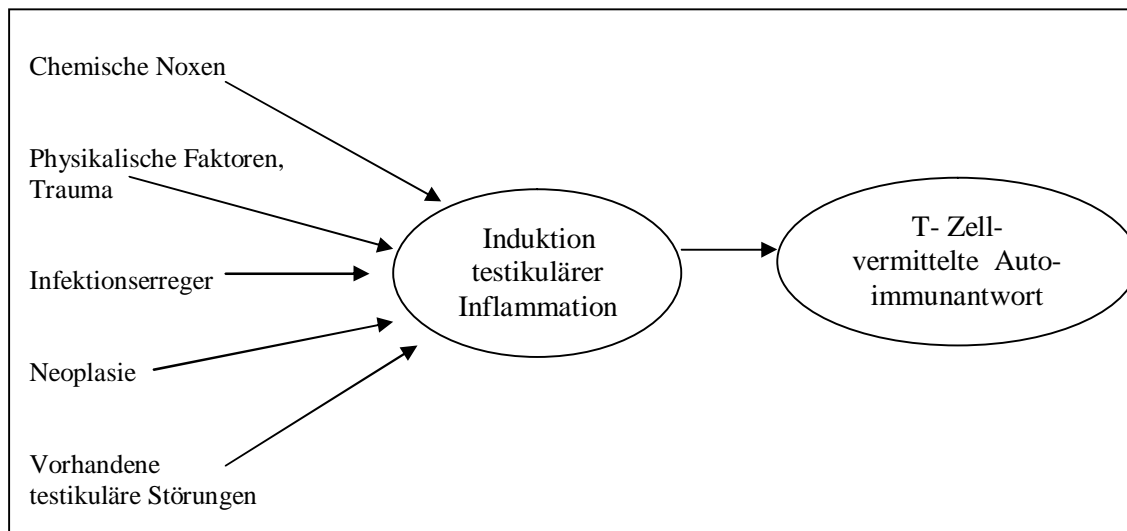 Chemische Noxen
Physikalische Faktoren,
Trauma
Infektionserreger
Neoplasie
Vorhandene
testikuläre Störungen
Induktion
testikulärer
Inflammation
T- Zell-
vermittelte Auto-
immunantwort